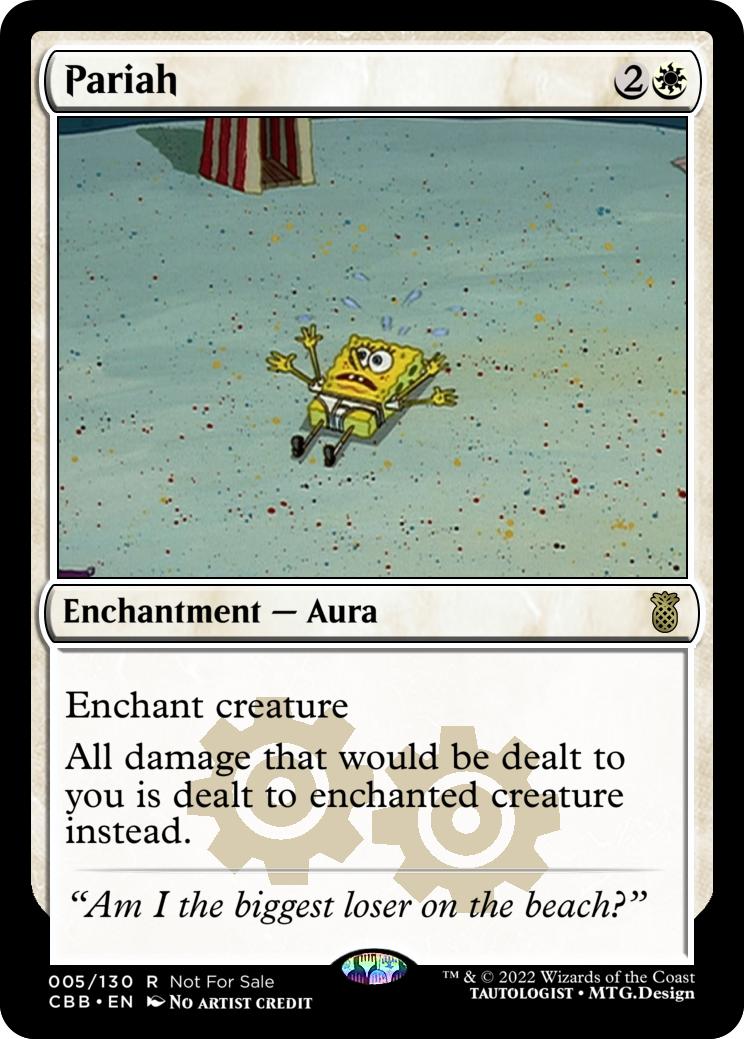 Pariah 2
Enchantment — Aura
Enchant creature
All damage that would be dealt to
you is dealt to enchanted creature
instead.
“Am I the biggest loser on the beach?”
005/130 R Not For Sale
CBB • EN No artist credit
™ & © 2022 Wizards of the Coast
TAUTOLOGIST • MTG.Design